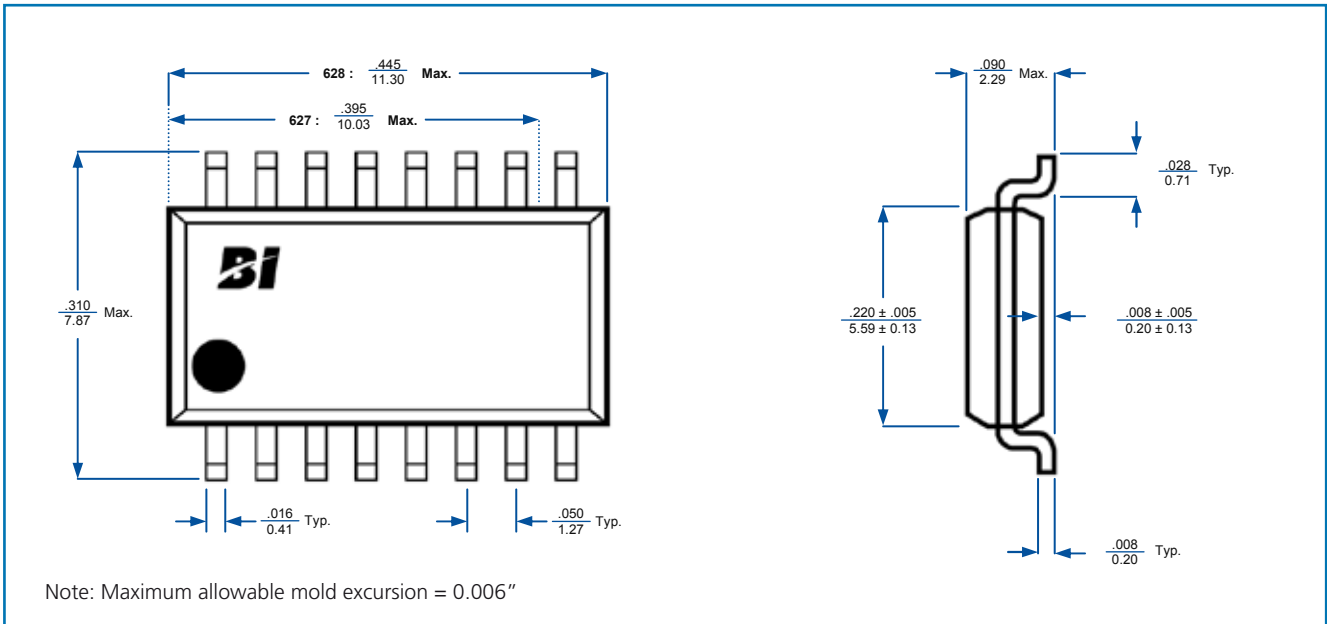 628 : .445 Max.
11.30
.090 Max.
2.29
627 : .395 Max.
10.03
.028 Typ.
0.71
BI
.310 Max.
7.87
.220 ± .005
5.59 ± 0.13
.008 ± .005
0.20 ± 0.13
.016 Typ.
0.41
.050 Typ.
1.27
.008 Typ.
0.20
Note: Maximum allowable mold excursion = 0.006”